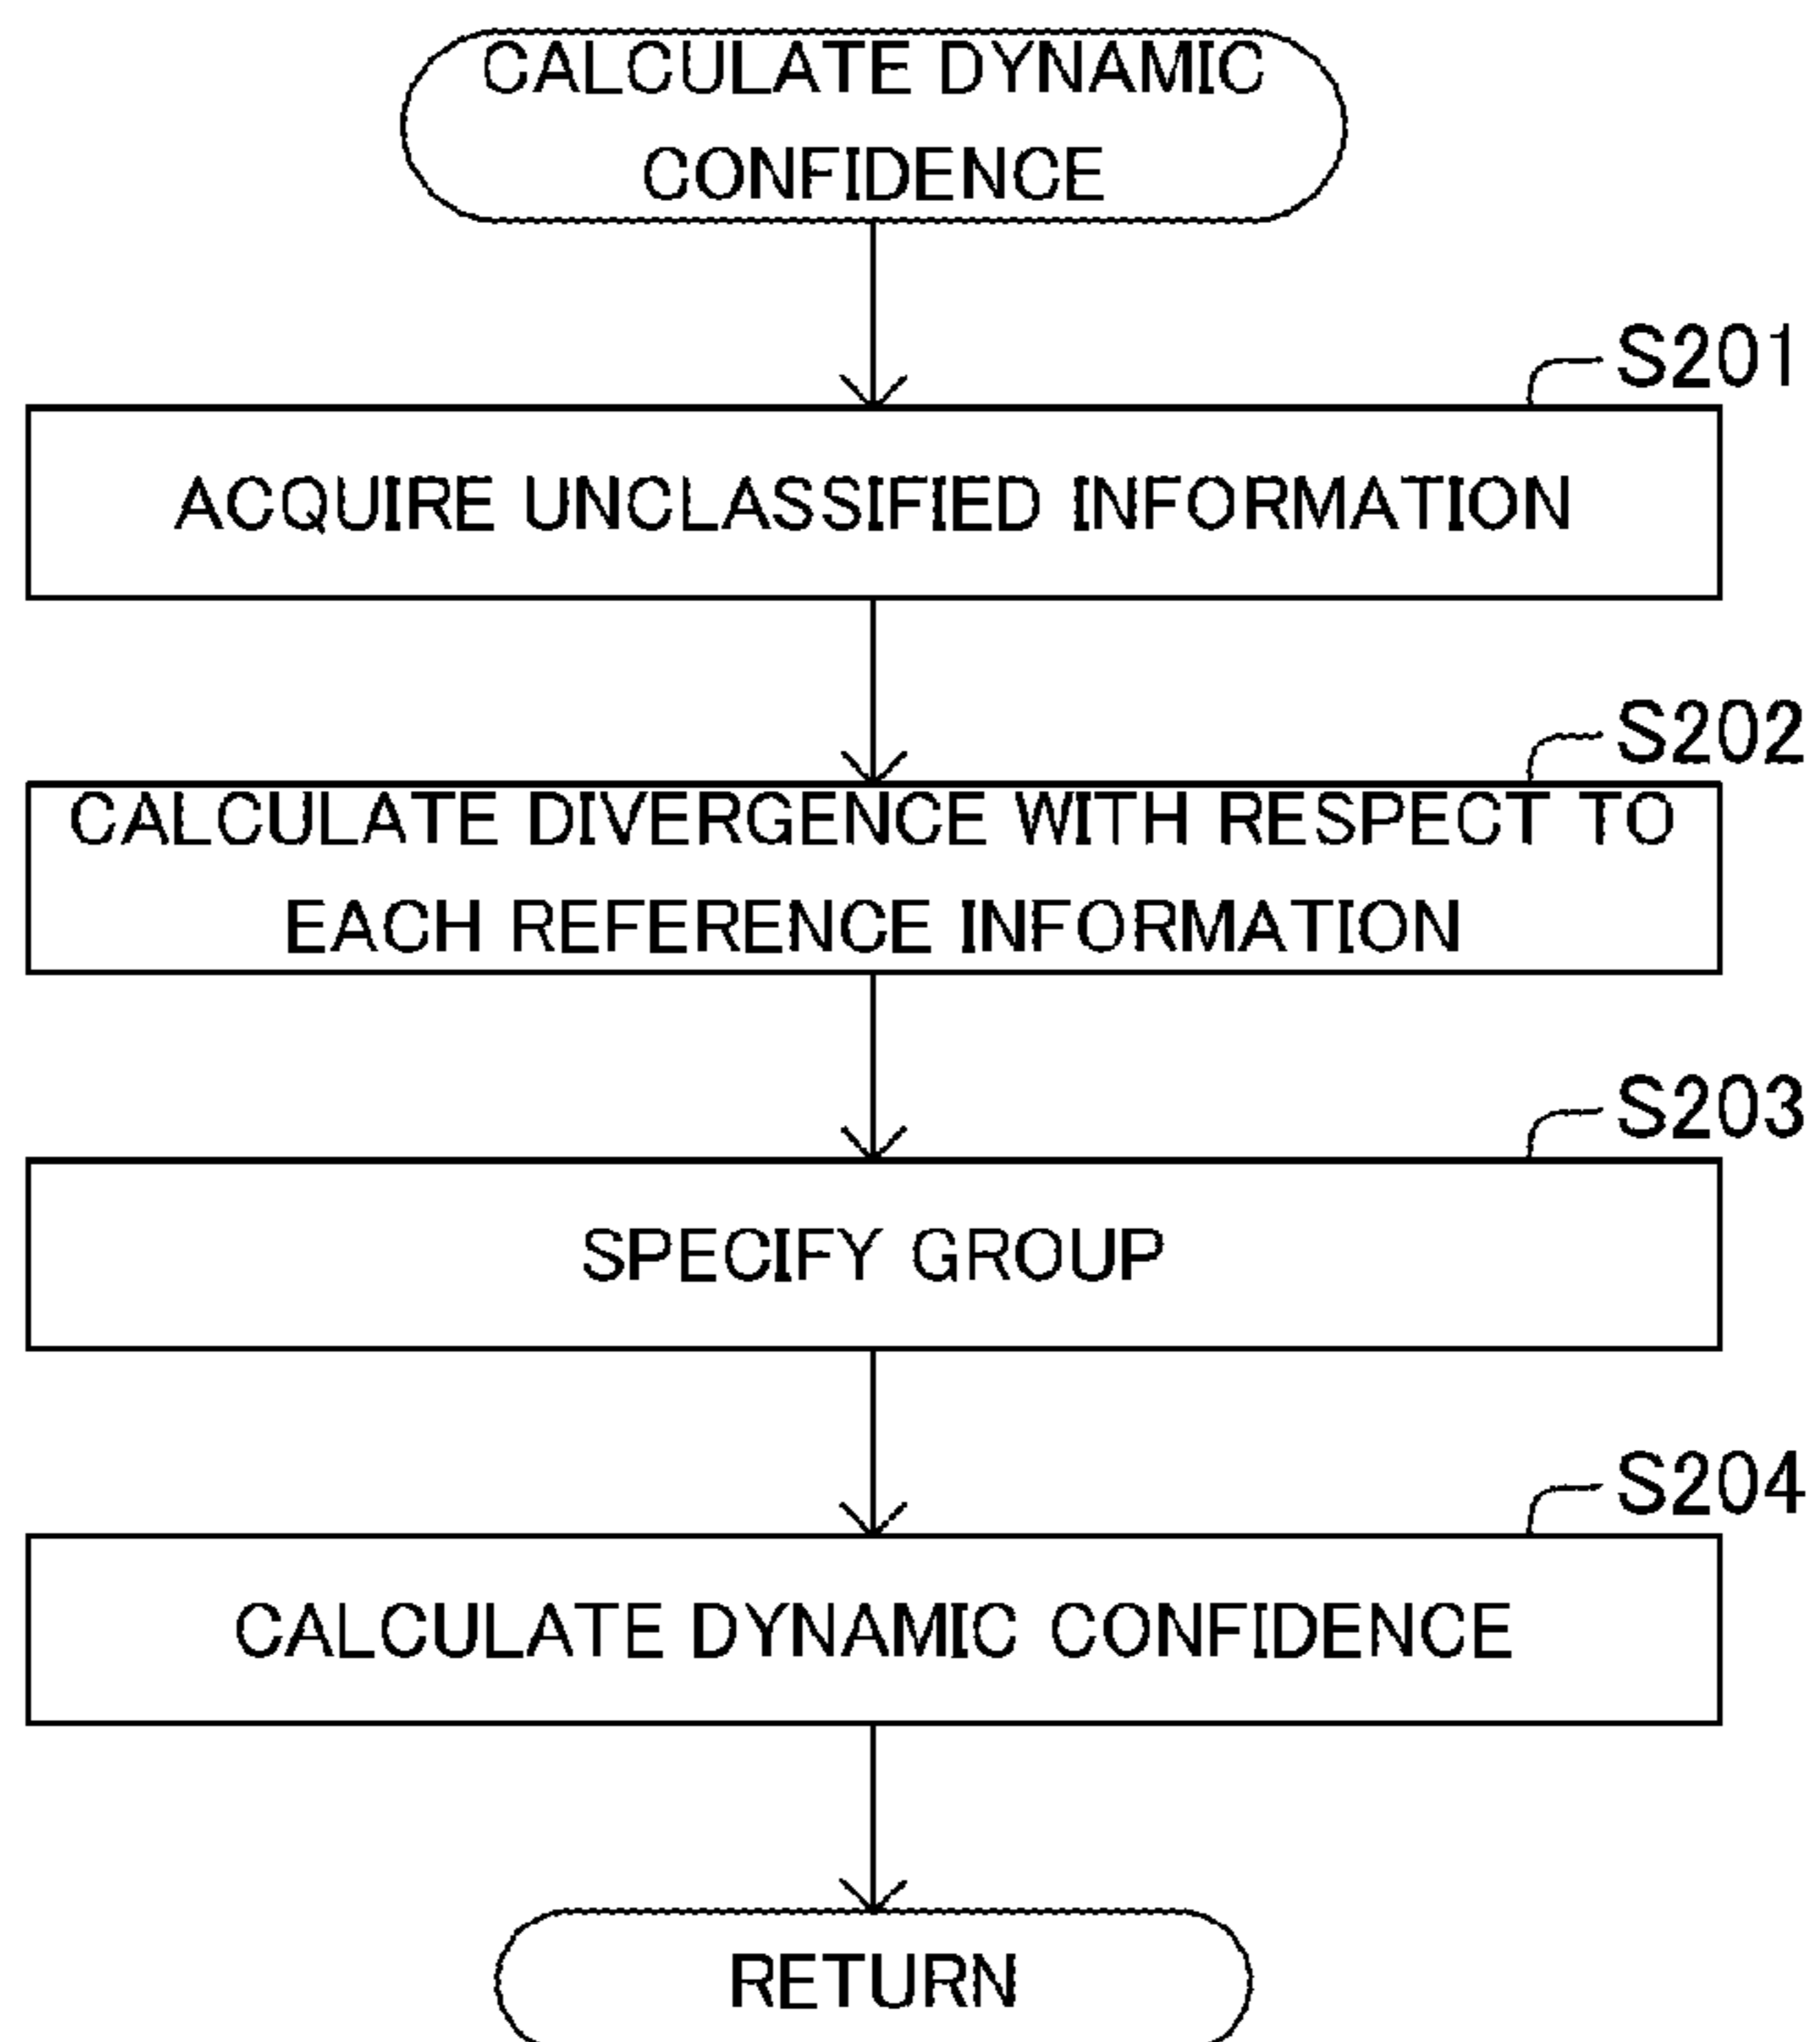 CALCULATE DYNAMIC
CONFIDENCE
S201
ACQUIRE UNCLASSIFIED INFORMATION
S202
CALCULATE DIVERGENCE WITH RESPECT TO
EACH REFERENCE INFORMATION
S203
SPECIFY GROUP
S204
CALCULATE DYNAMIC CONFIDENCE
RETURN